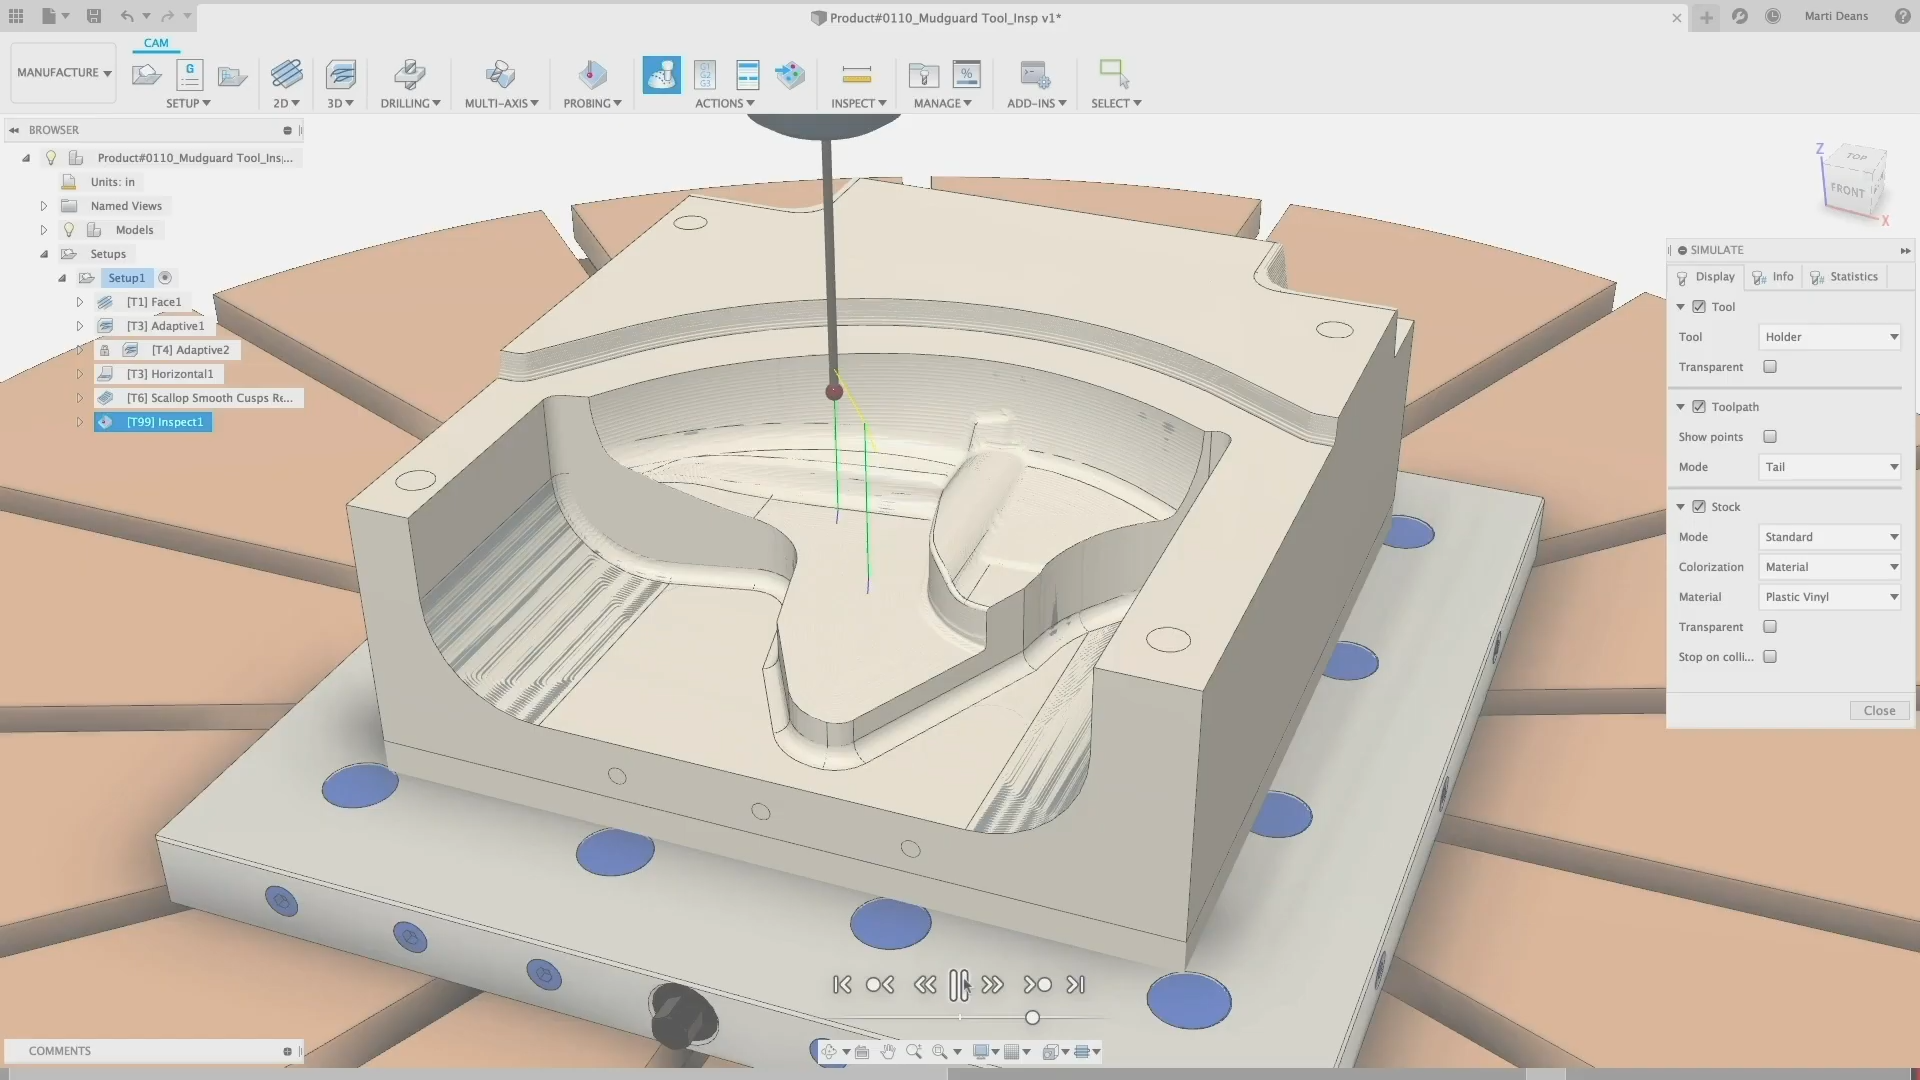 Product#0110_Mudguard Tool_Insp v1*
Marti Deans
MANUFACTURE
CAM
SETUP
2D
3D
DRILLING
MULTI-AXIS
PROBING
ACTIONS
INSPECT
MANAGE
ADD-INS
SELECT
BROWSER
Product#0110_Mudguard Tool_Ins...
Units: in
Named Views
Models
Setups
Setup1
[T1] Face1
[T3] Adaptive1
[T4] Adaptive2
[T3] Horizontal1
[T6] Scallop Smooth Cusps Re...
[T99] Inspect1
Z
TOP
FRONT
X
SIMULATE
Display
Info
Statistics
Tool
Tool
Holder
Transparent
Toolpath
Show points
Mode
Tail
Stock
Mode
Standard
Colorization
Material
Material
Plastic Vinyl
Transparent
Stop on colli...
Close
COMMENTS